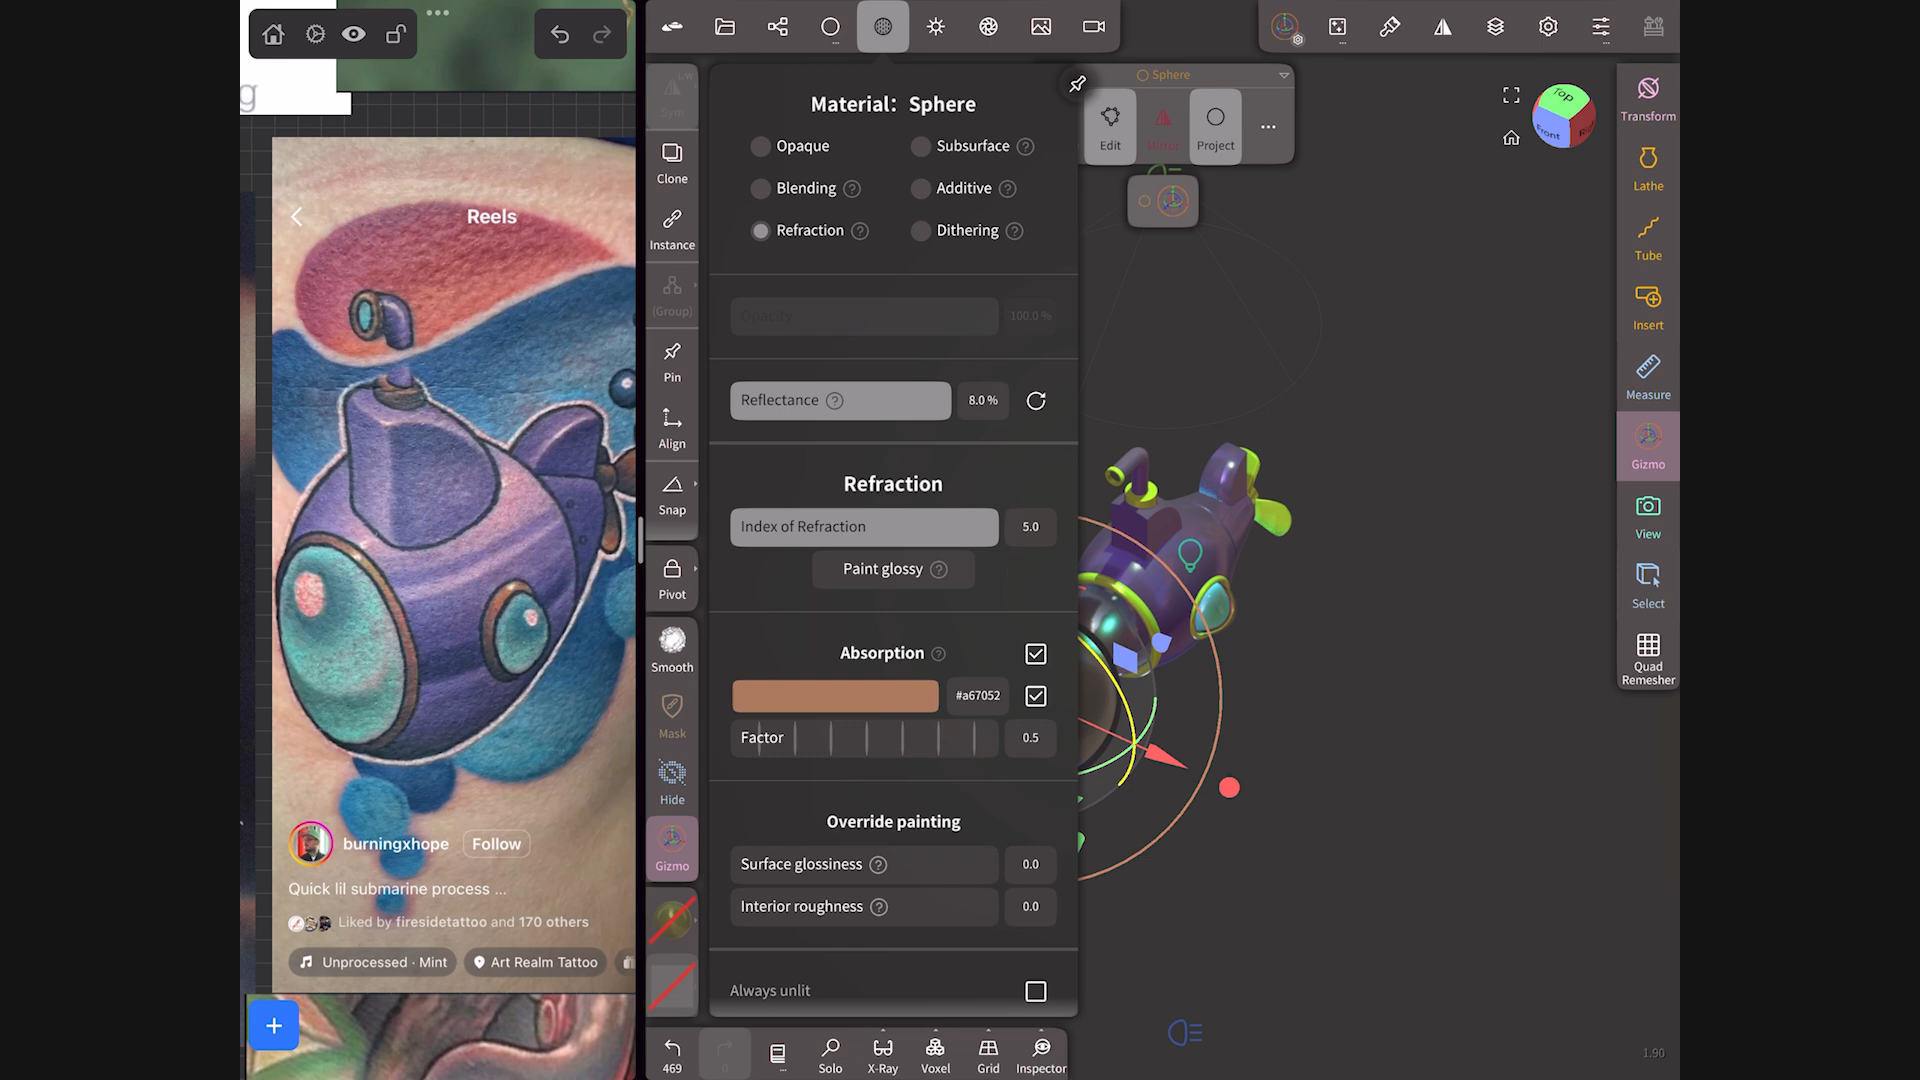 g
Reels
burningxhope
Follow
Quick lil submarine process ...
Liked by firesidetattoo and 170 others
Unprocessed · Mint
Art Realm Tattoo
L/W
Sym
Clone
Instance
(Group)
Pin
Align
Snap
Pivot
Smooth
Mask
Hide
Gizmo
Material: Sphere
Opaque
Subsurface
Blending
Additive
Refraction
Dithering
Opacity
100.0 %
Reflectance
8.0 %
Refraction
Index of Refraction
5.0
Paint glossy
Absorption
#a67052
Factor
0.5
Override painting
Surface glossiness
0.0
Interior roughness
0.0
Always unlit
Sphere
Edit
Mirror
Project
Top
Front
Transform
Lathe
Tube
Insert
Measure
Gizmo
View
Select
Quad
Remesher
469
0
Solo
X-Ray
Voxel
Grid
Inspector
1.90